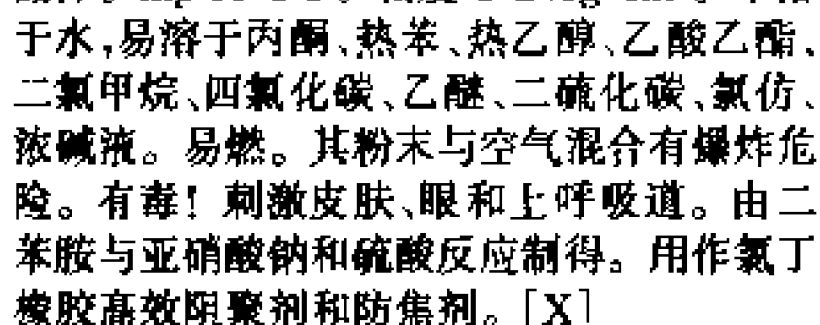 于水,易溶于丙酮、热苯、热乙醇、乙酸乙酯、
二氯甲烷、四氯化碳、乙醚、二硫化碳、氯仿、
浓碱液。易燃。其粉末与空气混合有爆炸危
险。有毒!刺激皮肤、眼和上呼吸道。由二
苯胺与亚硝酸钠和硫酸反应制得。用作氯丁
橡胶高效阻聚剂和防焦剂。[X]